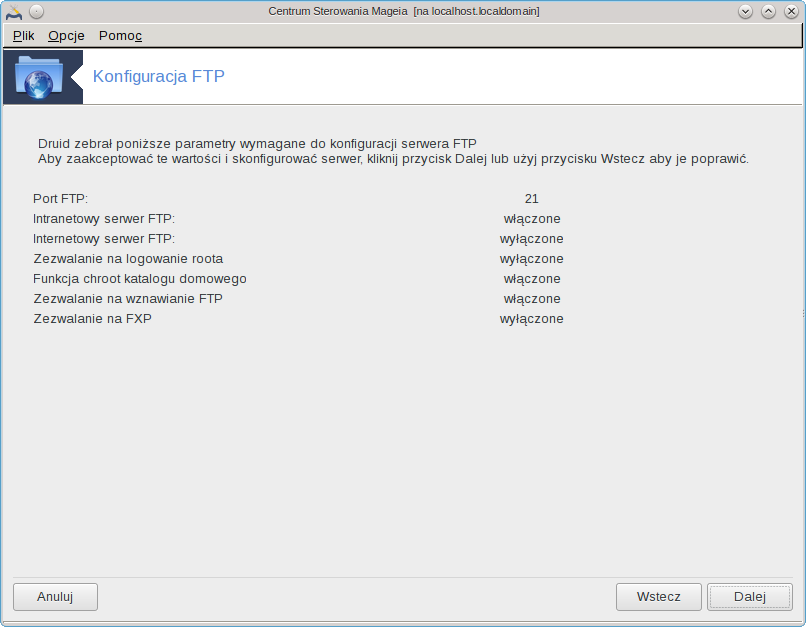 Centrum Sterowania Mageia [na localhost.localdomain]
Plik Opcje Pomoc
Konfiguracja FTP
Druid zebrał poniższe parametry wymagane do konfiguracji serwera FTP
Aby zaakceptować te wartości i skonfigurować serwer, kliknij przycisk Dalej lub użyj przycisku Wstecz aby je poprawić.
Port FTP: 21
Intranetowy serwer FTP: włączone
Internetowy serwer FTP: wyłączone
Zezwalanie na logowanie roota wyłączone
Funkcja chroot katalogu domowego włączone
Zezwalanie na wznawianie FTP włączone
Zezwalanie na FXP wyłączone
Anuluj Wstecz Dalej